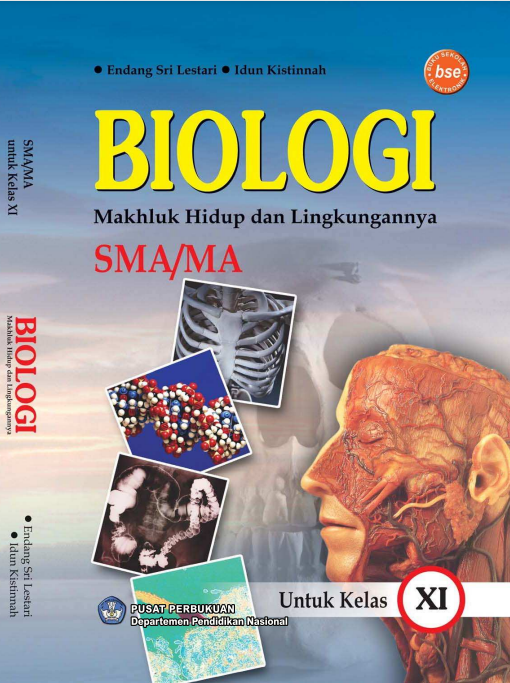 ● Endang Sri Lestari ● Idun Kistinnah
BUKU SEKOLAH
bse
ELEKTRONIK
BIOLOGI
Makhluk Hidup dan Lingkungannya
SMA/MA
SMA/MA
untuk Kelas XI
BIOLOGI
Makhluk Hidup dan Lingkungannya
● Endang Sri Lestari
● Idun Kistinnah
Untuk Kelas XI
PUSAT PERBUKUAN
Departemen Pendidikan Nasional